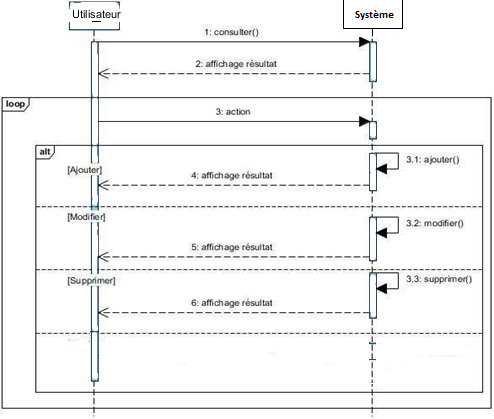 Utilisateur
Système
1: consulter()
2: affichage résultat
loop
3: action
alt
[Ajouter]
3.1: ajouter()
4: affichage résultat
[Modifier]
3.2: modifier()
5: affichage résultat
[Supprimer]
3.3: supprimer()
6: affichage résultat